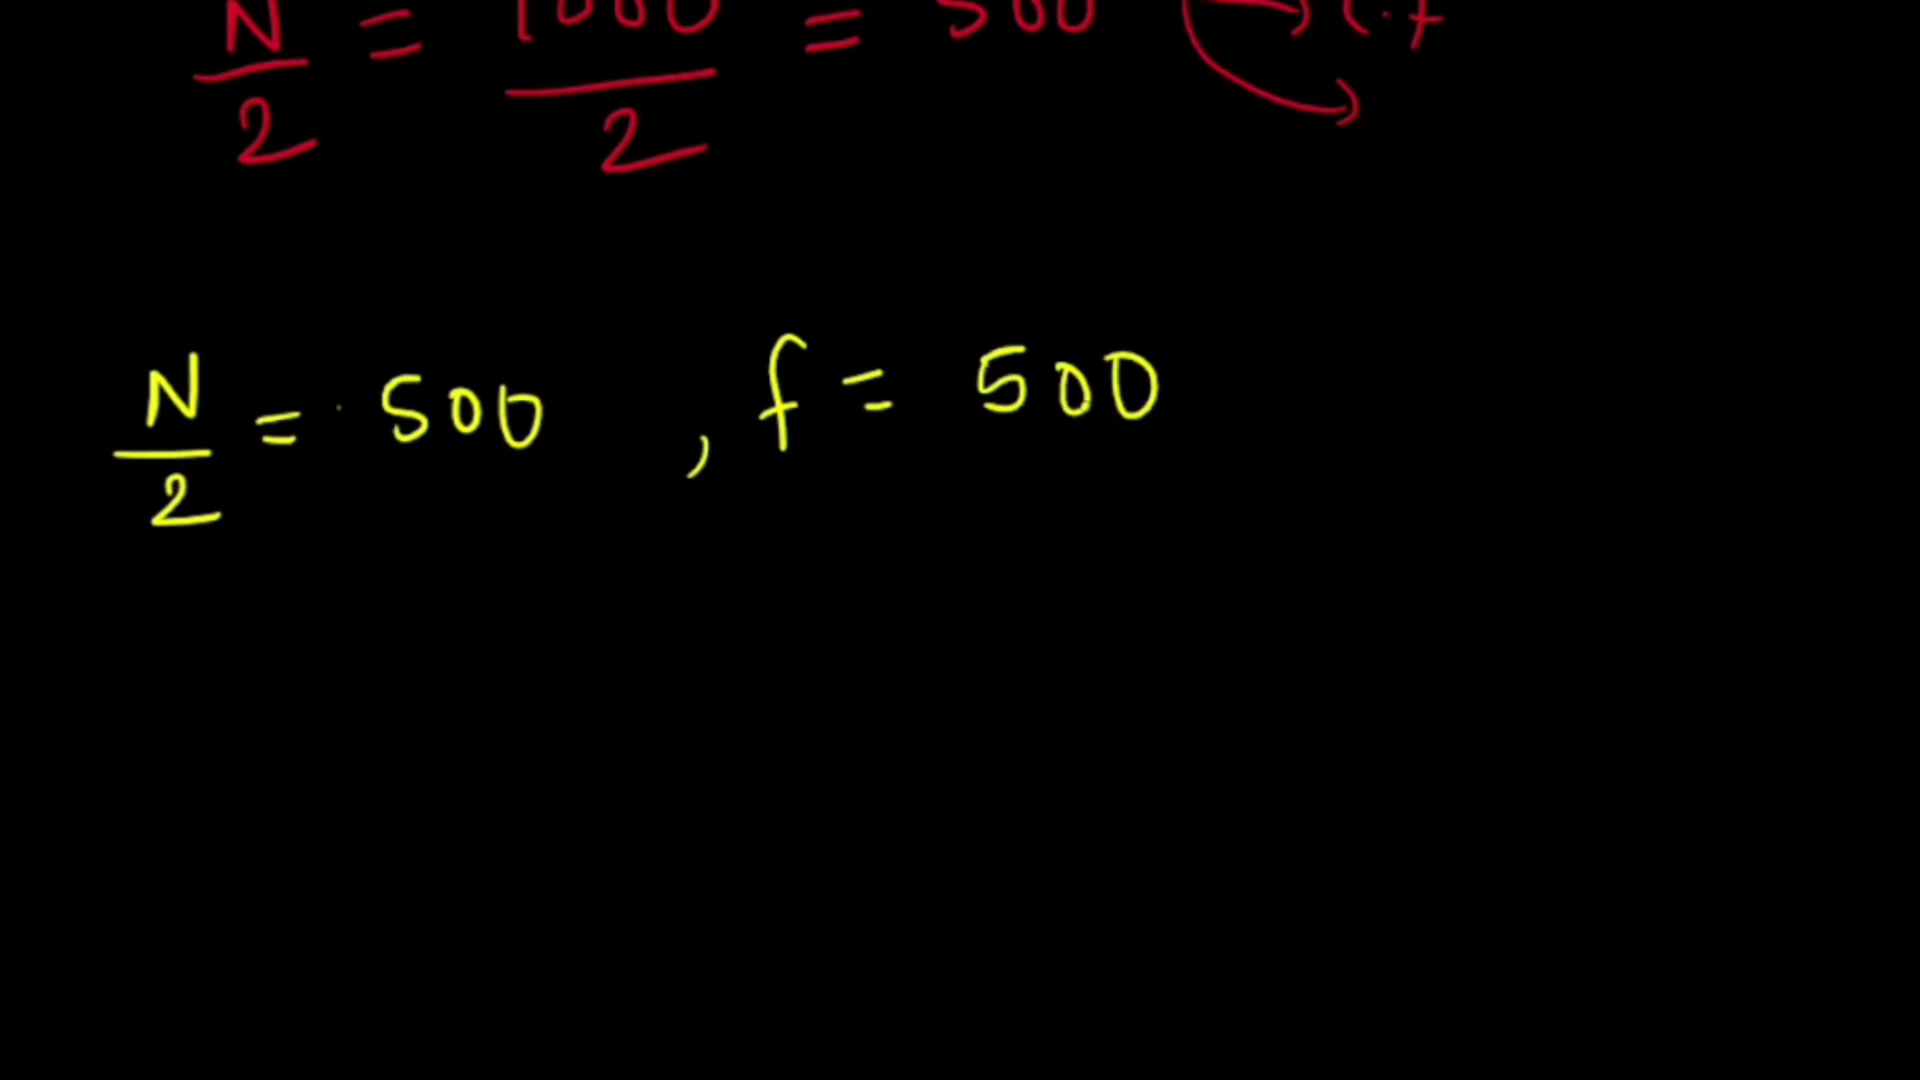 N/2 = 1000/2 = 500
N/2 = 500 , f = 500